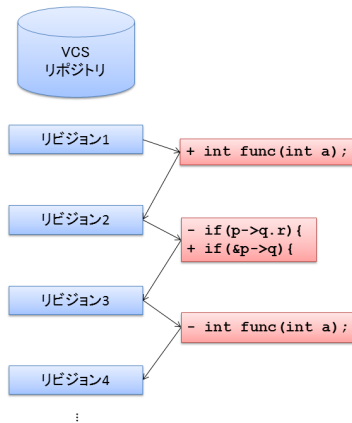 VCS
リポジトリ
リビジョン1
+ int func(int a);
リビジョン2
- if(p->q.r){
+ if(&p->q){
リビジョン3
- int func(int a);
リビジョン4
⋮